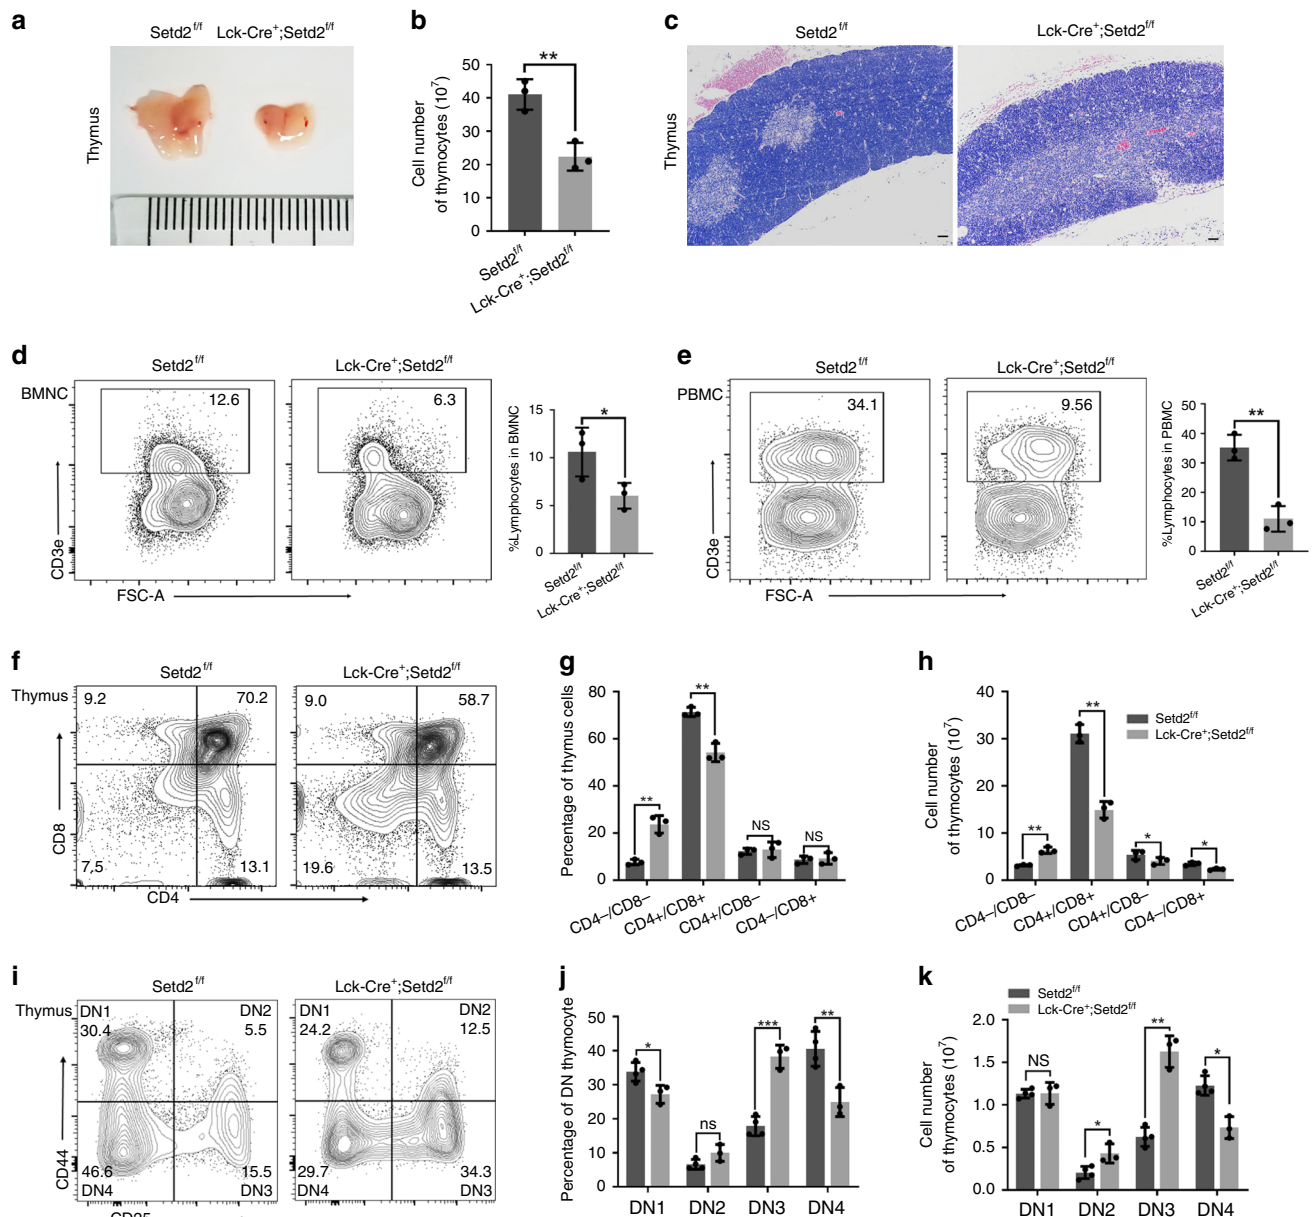 a
Setd2f/f Lck-Cre+;Setd2f/f
Thymus
b
**
50
40
30
20
10
0
Cell number
of thymocytes (10⁷)
Setd2f/f
Lck-Cre+;Setd2f/f
c
Setd2f/f Lck-Cre+;Setd2f/f
Thymus
d
Setd2f/f Lck-Cre+;Setd2f/f
BMNC
12.6
6.3
CD3e
FSC-A
*
15
10
5
0
%Lymphocytes in BMNC
Setd2f/f
Lck-Cre+;Setd2f/f
e
Setd2f/f Lck-Cre+;Setd2f/f
PBMC
34.1
9.56
CD3e
FSC-A
**
50
40
30
20
10
0
%Lymphocytes in PBMC
Setd2f/f
Lck-Cre+;Setd2f/f
f
Setd2f/f Lck-Cre+;Setd2f/f
Thymus
9.2 70.2
7.5 13.1
9.0 58.7
19.6 13.5
CD8
CD4
g
80
60
40
20
0
Percentage of thymus cells
** ** NS NS
CD4–/CD8–
CD4+/CD8+
CD4+/CD8–
CD4–/CD8+
h
40
30
20
10
0
Cell number
of thymocytes (10⁷)
** ** * *
Setd2f/f
Lck-Cre+;Setd2f/f
CD4–/CD8–
CD4+/CD8+
CD4+/CD8–
CD4–/CD8+
i
Setd2f/f Lck-Cre+;Setd2f/f
Thymus
DN1 DN2
30.4 5.5
46.6 15.5
DN4 DN3
DN1 DN2
24.2 12.5
29.7 34.3
DN4 DN3
CD44
CD25
j
50
40
30
20
10
0
Percentage of DN thymocyte
* ns *** **
DN1 DN2 DN3 DN4
k
Setd2f/f
Lck-Cre+;Setd2f/f
2.0
1.5
1.0
0.5
0.0
Cell number
of thymocytes (10⁷)
NS * ** *
DN1 DN2 DN3 DN4